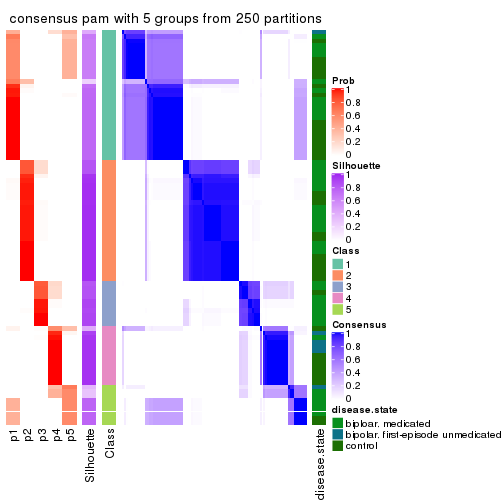 consensus pam with 5 groups from 250 partitions
Prob
1
0.8
0.6
0.4
0.2
0
Silhouette
1
0.8
0.6
0.4
0.2
0
Class
1
2
3
4
5
Consensus
1
0.8
0.6
0.4
0.2
0
disease.state
biploar. medicated
bipolar. first-episode unmedicated
control
p1
p2
p3
p4
p5
Silhouette
Class
disease.state